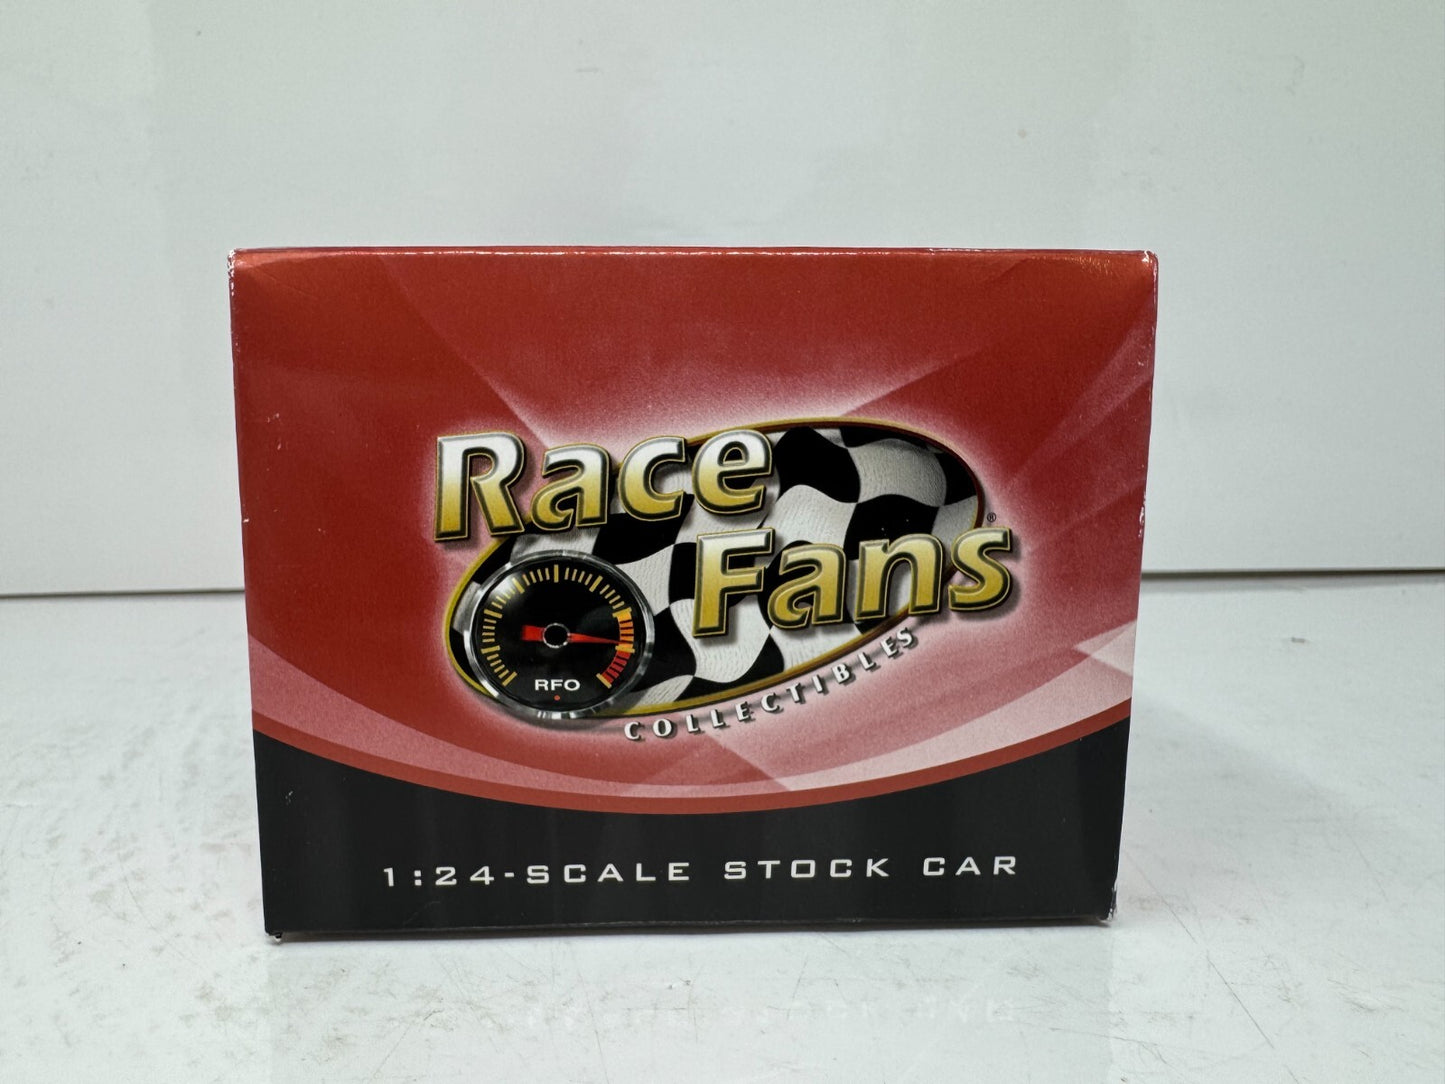 Race
Fans®
COLLECTIBLES
RFO
1:24-SCALE STOCK CAR